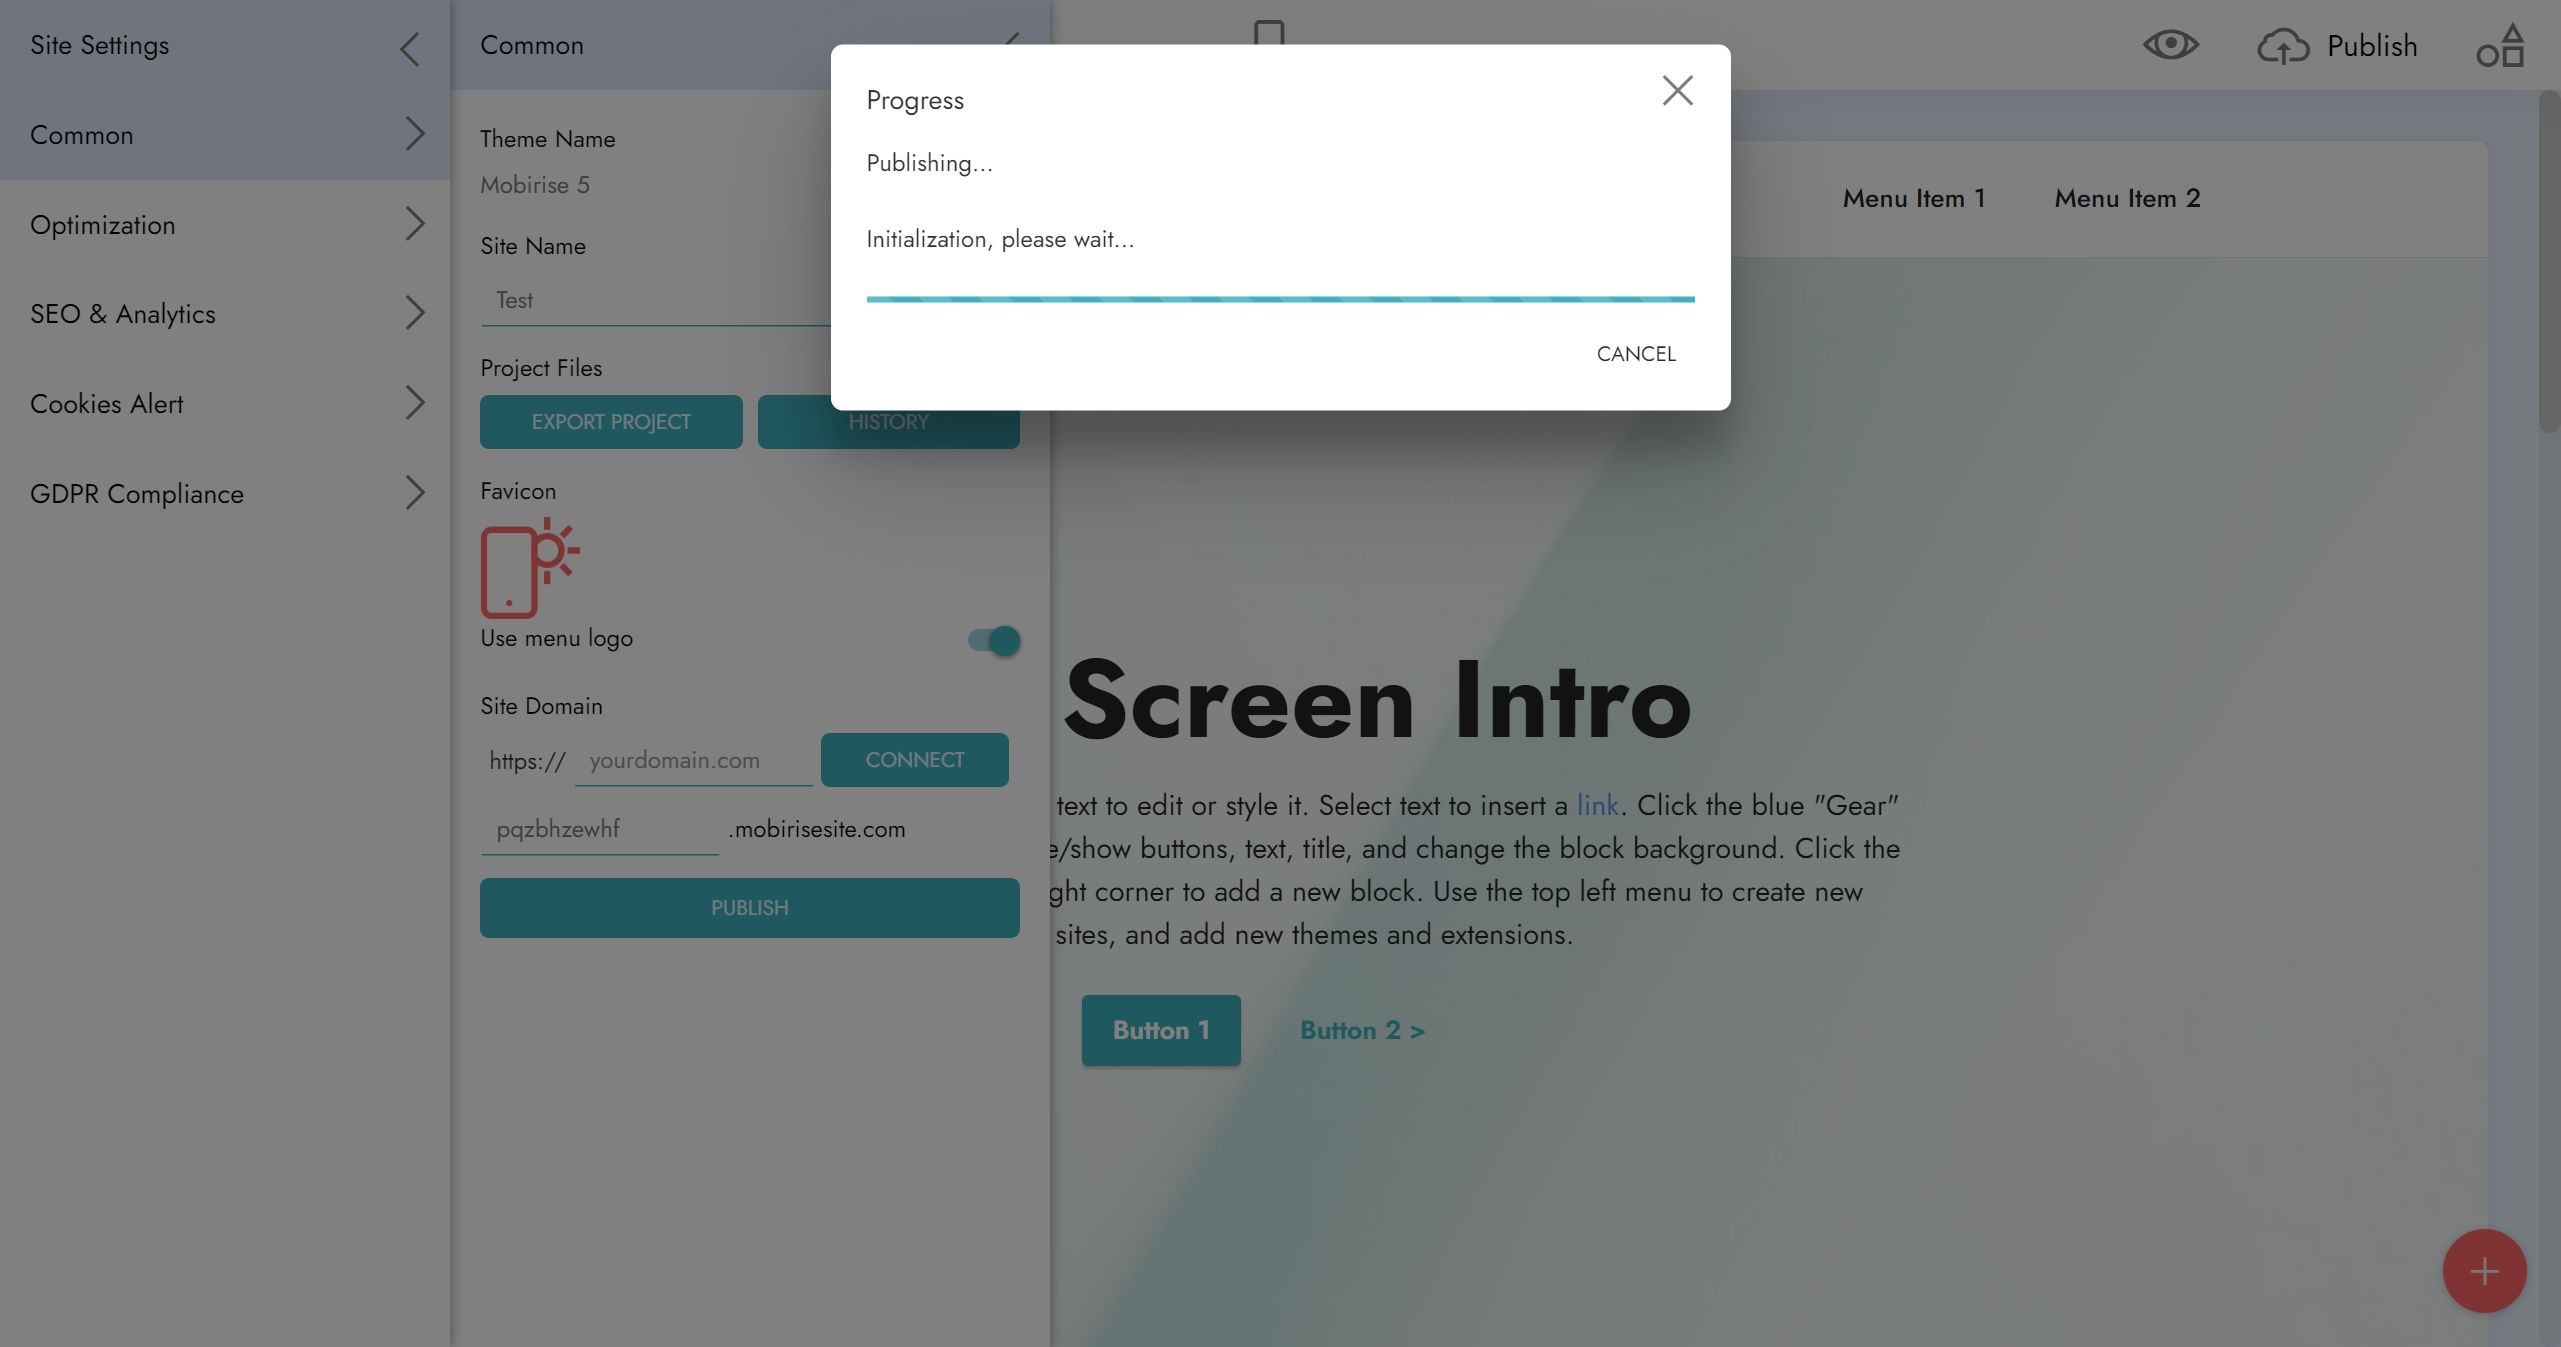 Site Settings
Common
Optimization
SEO & Analytics
Cookies Alert
GDPR Compliance
Common
Theme Name
Mobirise 5
Site Name
Test
Project Files
EXPORT PROJECT
HISTORY
Favicon
Use menu logo
Site Domain
https://
yourdomain.com
CONNECT
pqzbhzewhf
.mobirisesite.com
PUBLISH
Progress
Publishing...
Initialization, please wait...
CANCEL
Publish
Menu Item 1
Menu Item 2
Screen Intro
text to edit or style it. Select text to insert a link. Click the blue "Gear"
/show buttons, text, title, and change the block background. Click the
corner to add a new block. Use the top left menu to create new
sites, and add new themes and extensions.
Button 1
Button 2 >